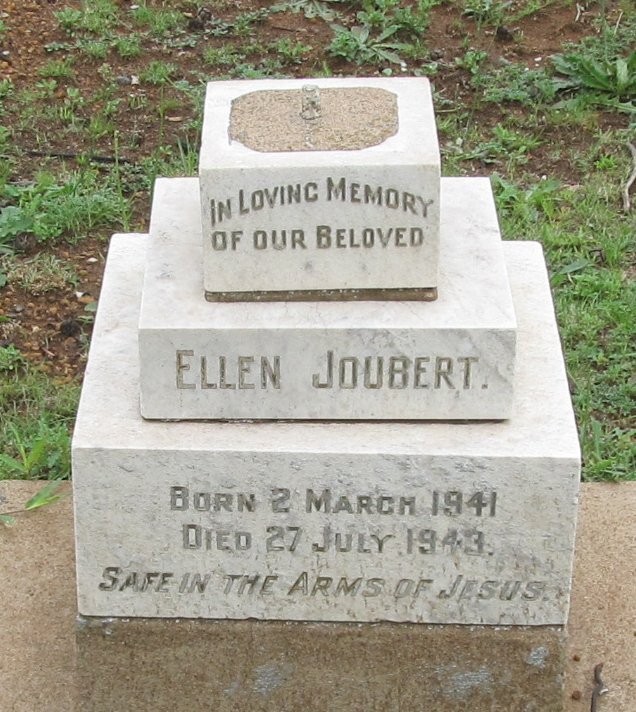 In Loving Memory
of our Beloved
Ellen Joubert.
Born 2 March 1941
Died 27 July 1943.
Safe in the Arms of Jesus.